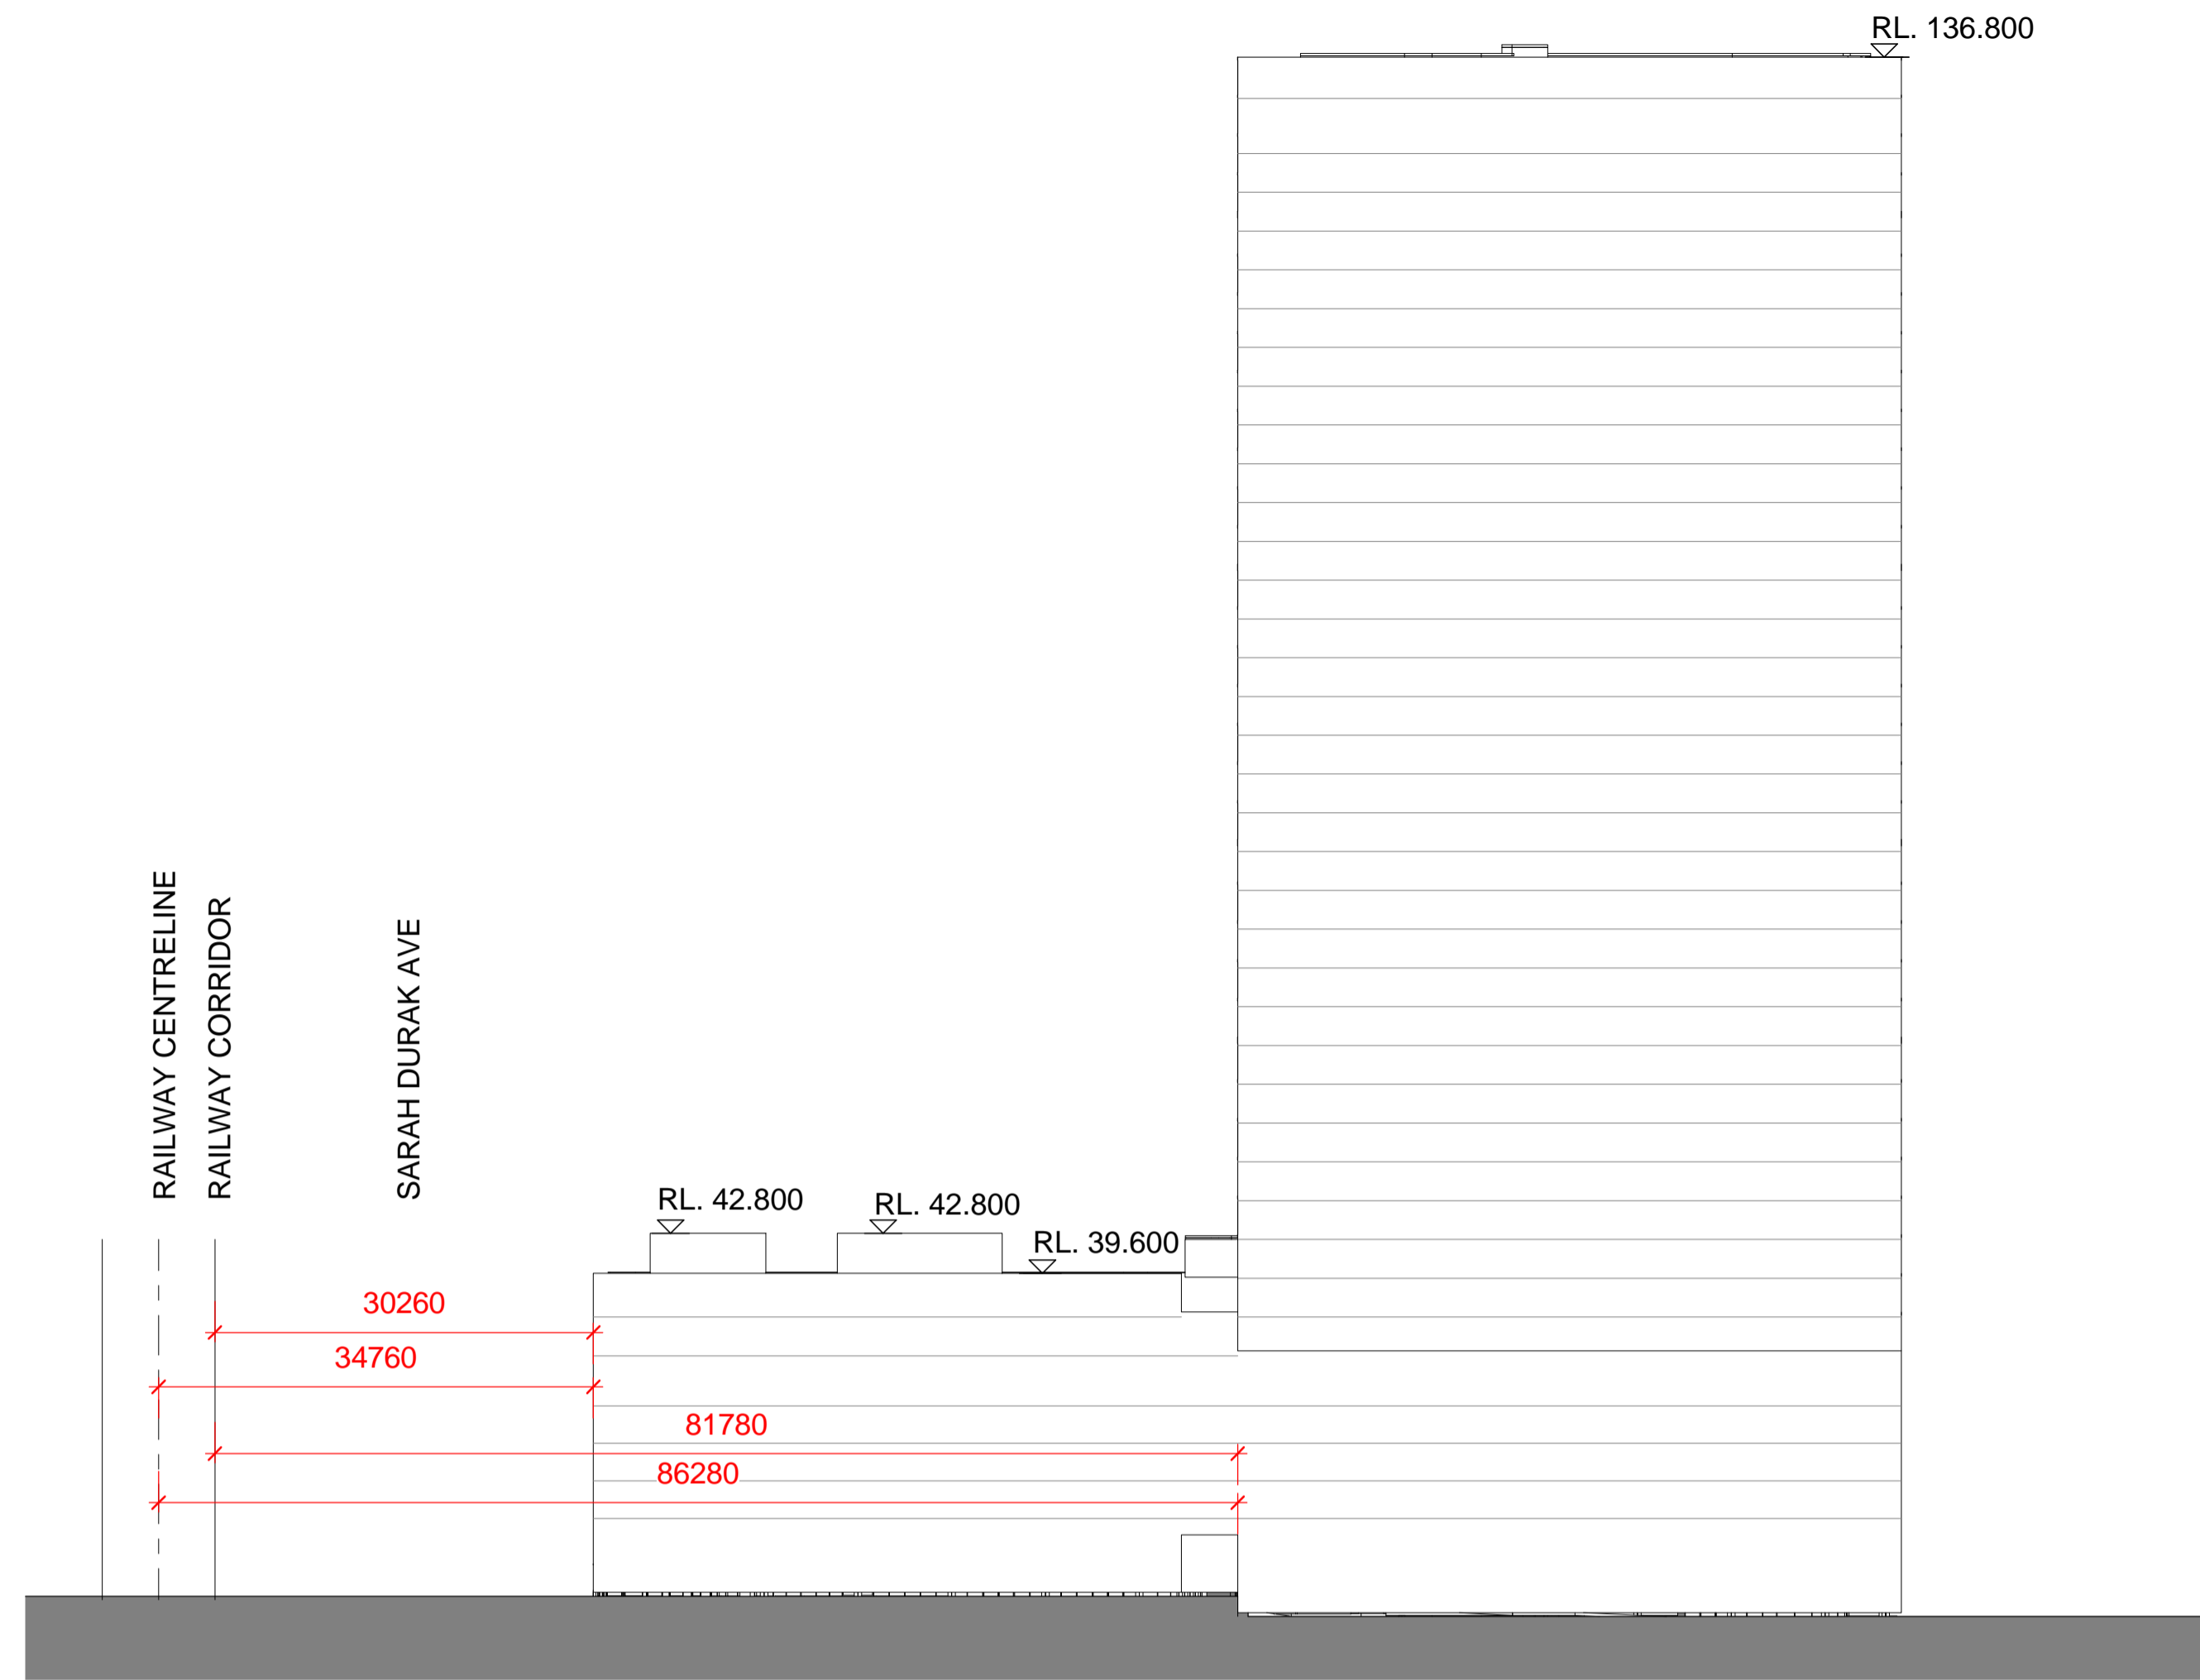 RL. 136.800
RAILWAY CENTRELINE
RAILWAY CORRIDOR
SARAH DURAK AVE
RL. 42.800
RL. 42.800
RL. 39.600
30260
34760
81780
86280